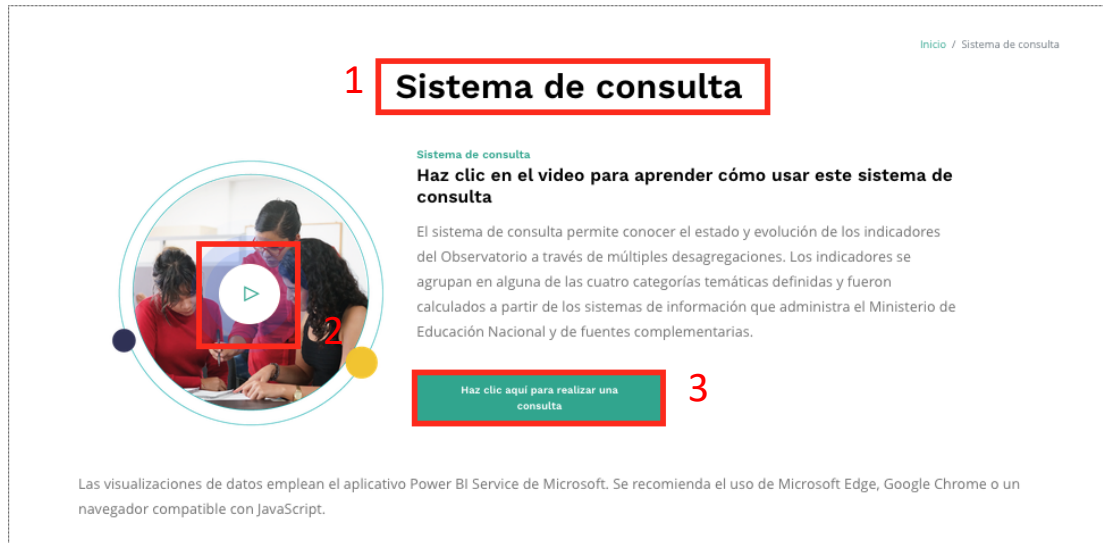 Inicio / Sistema de consulta
1
Sistema de consulta
Sistema de consulta
Haz clic en el video para aprender cómo usar este sistema de
consulta
El sistema de consulta permite conocer el estado y evolución de los indicadores
del Observatorio a través de múltiples desagregaciones. Los indicadores se
agrupan en alguna de las cuatro categorías temáticas definidas y fueron
calculados a partir de los sistemas de información que administra el Ministerio de
Educación Nacional y de fuentes complementarias.
2
Haz clic aquí para realizar una
consulta
3
Las visualizaciones de datos emplean el aplicativo Power BI Service de Microsoft. Se recomienda el uso de Microsoft Edge, Google Chrome o un
navegador compatible con JavaScript.